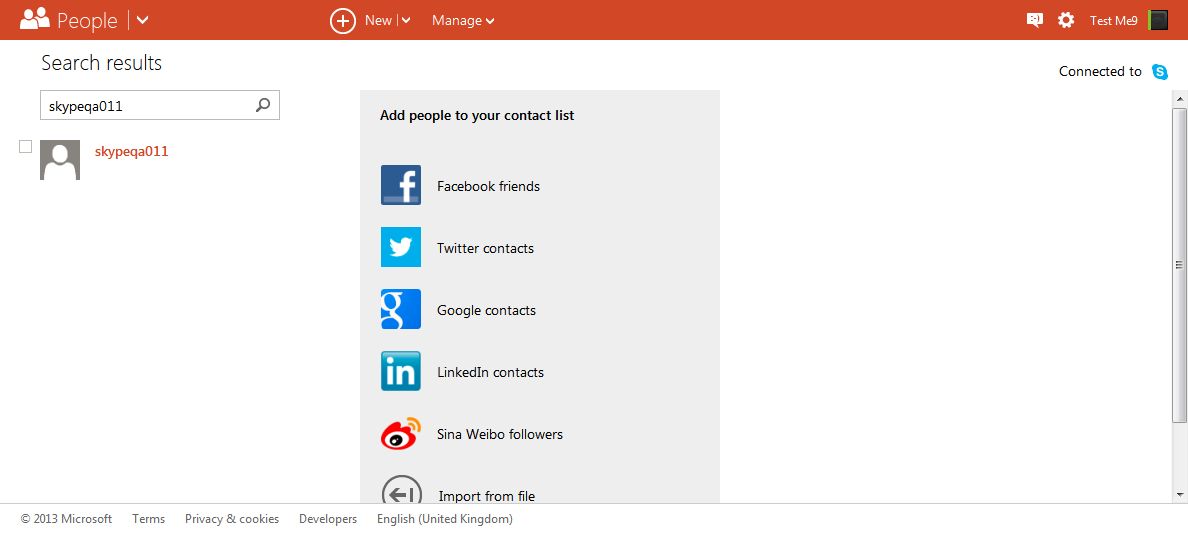 People
New
Manage
Test Me9
Search results
Connected to
skypeqa011
skypeqa011
Add people to your contact list
Facebook friends
Twitter contacts
Google contacts
LinkedIn contacts
Sina Weibo followers
Import from file
© 2013 Microsoft Terms Privacy & cookies Developers English (United Kingdom)